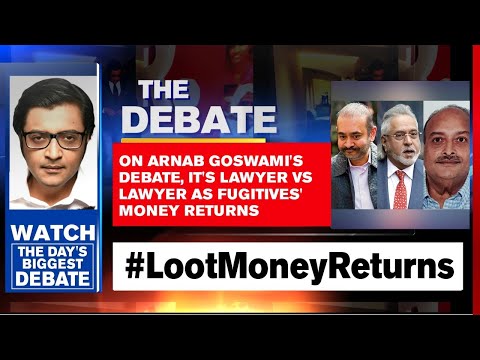 THE
DEBATE
ON ARNAB GOSWAMI'S
DEBATE, IT'S LAWYER VS
LAWYER AS FUGITIVES'
MONEY RETURNS
WATCH
THE DAY'S
BIGGEST
DEBATE
#LootMoneyReturns